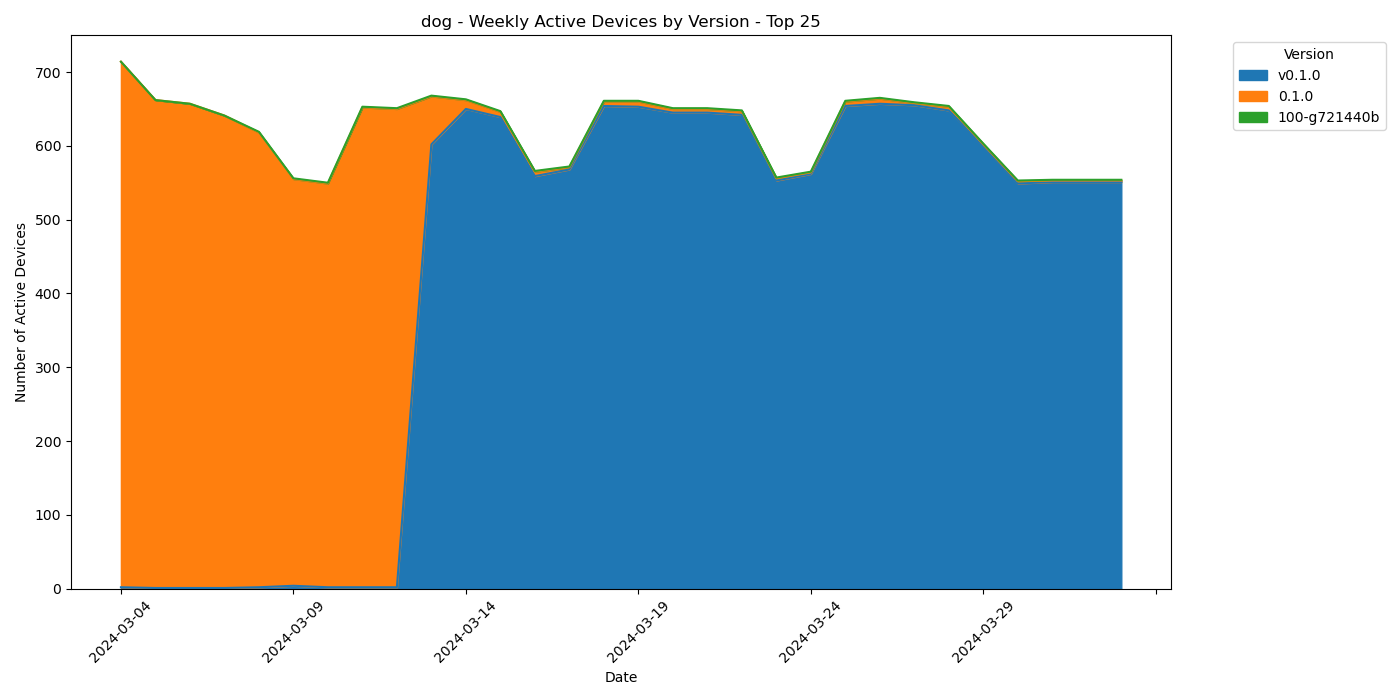 dog - Weekly Active Devices by Version - Top 25
Number of Active Devices
700
600
500
400
300
200
100
0
2024-03-04
2024-03-09
2024-03-14
2024-03-19
2024-03-24
2024-03-29
Date
Version
v0.1.0
0.1.0
100-g721440b